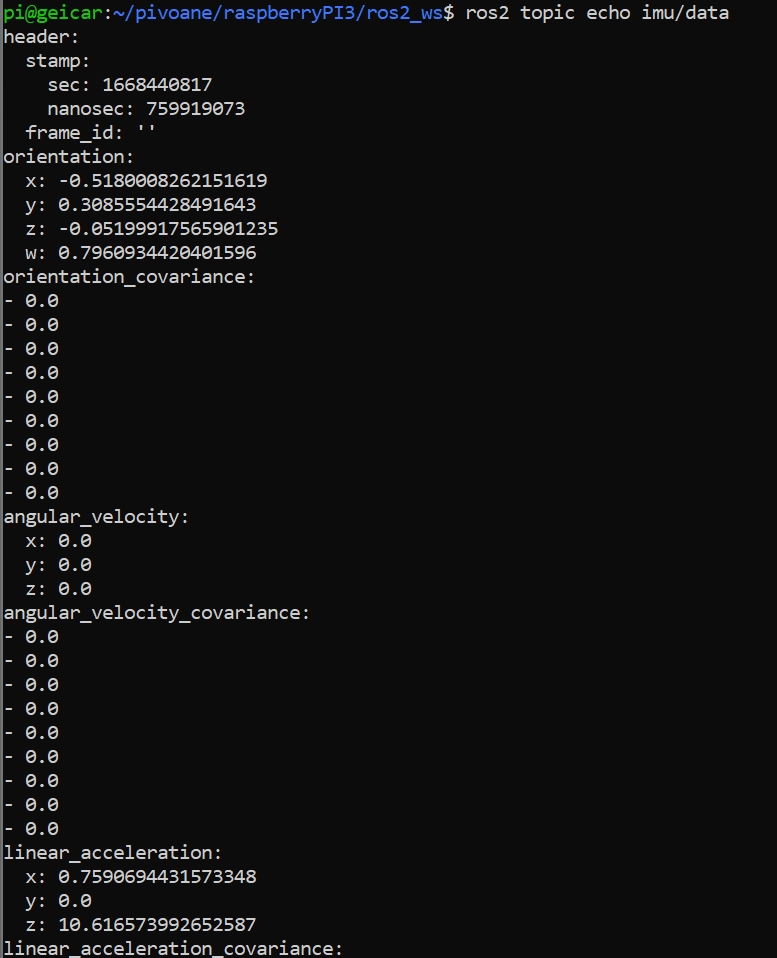 pi@geicar:~/pivoane/raspberryPI3/ros2_ws$ ros2 topic echo imu/data
header:
  stamp:
    sec: 1668440817
    nanosec: 759919073
  frame_id: ''
orientation:
  x: -0.5180008262151619
  y: 0.3085554428491643
  z: -0.05199917565901235
  w: 0.7960934420401596
orientation_covariance:
- 0.0
- 0.0
- 0.0
- 0.0
- 0.0
- 0.0
- 0.0
- 0.0
- 0.0
angular_velocity:
  x: 0.0
  y: 0.0
  z: 0.0
angular_velocity_covariance:
- 0.0
- 0.0
- 0.0
- 0.0
- 0.0
- 0.0
- 0.0
- 0.0
- 0.0
linear_acceleration:
  x: 0.7590694431573348
  y: 0.0
  z: 10.616573992652587
linear_acceleration_covariance: